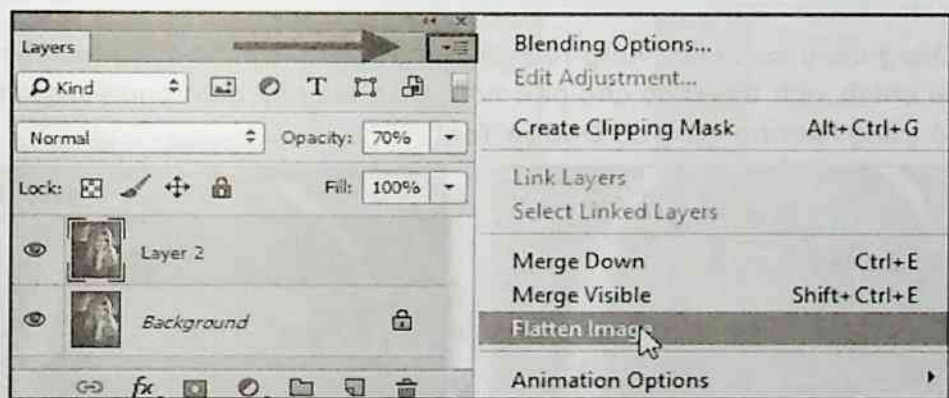 Layers
Kind
T
Normal
Opacity: 70%
Lock:
Fill: 100%
Layer 2
Background
fx
Blending Options...
Edit Adjustment...
Create Clipping Mask Alt+Ctrl+G
Link Layers
Select Linked Layers
Merge Down Ctrl+E
Merge Visible Shift+Ctrl+E
Flatten Image
Animation Options